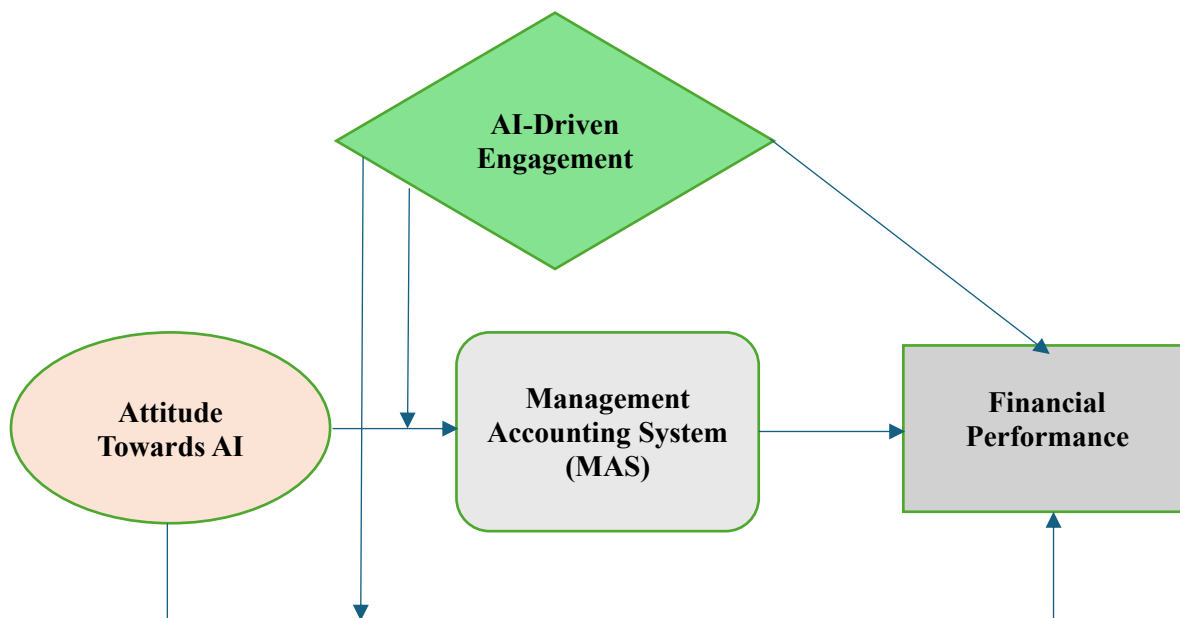 AI-Driven
Engagement
Attitude
Towards AI
Management
Accounting System
(MAS)
Financial
Performance